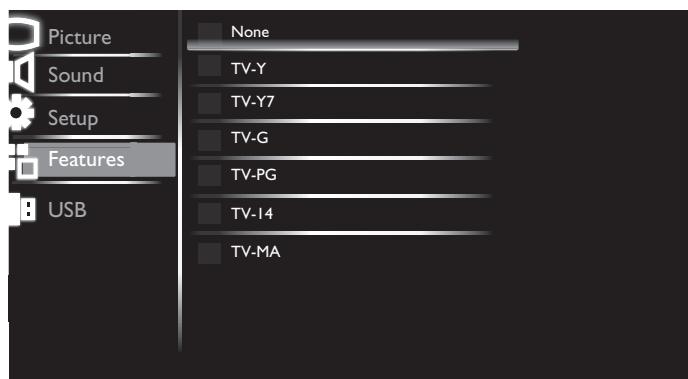 Picture
Sound
Setup
Features
USB
None
TV-Y
TV-Y7
TV-G
TV-PG
TV-14
TV-MA